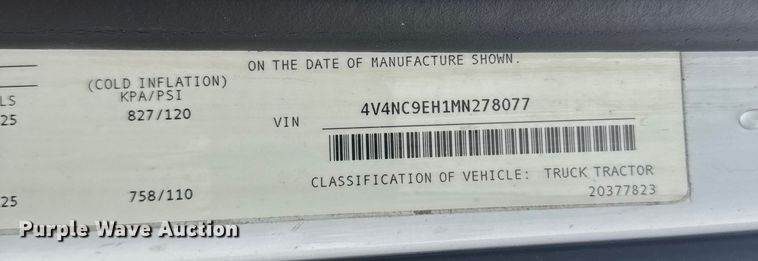 ON THE DATE OF MANUFACTURE SHOWN.
(COLD INFLATION)
LS KPA/PSI
25 827/120
VIN 4V4NC9EH1MN278077
CLASSIFICATION OF VEHICLE: TRUCK TRACTOR
25 758/110
20377823
Purple Wave Auction